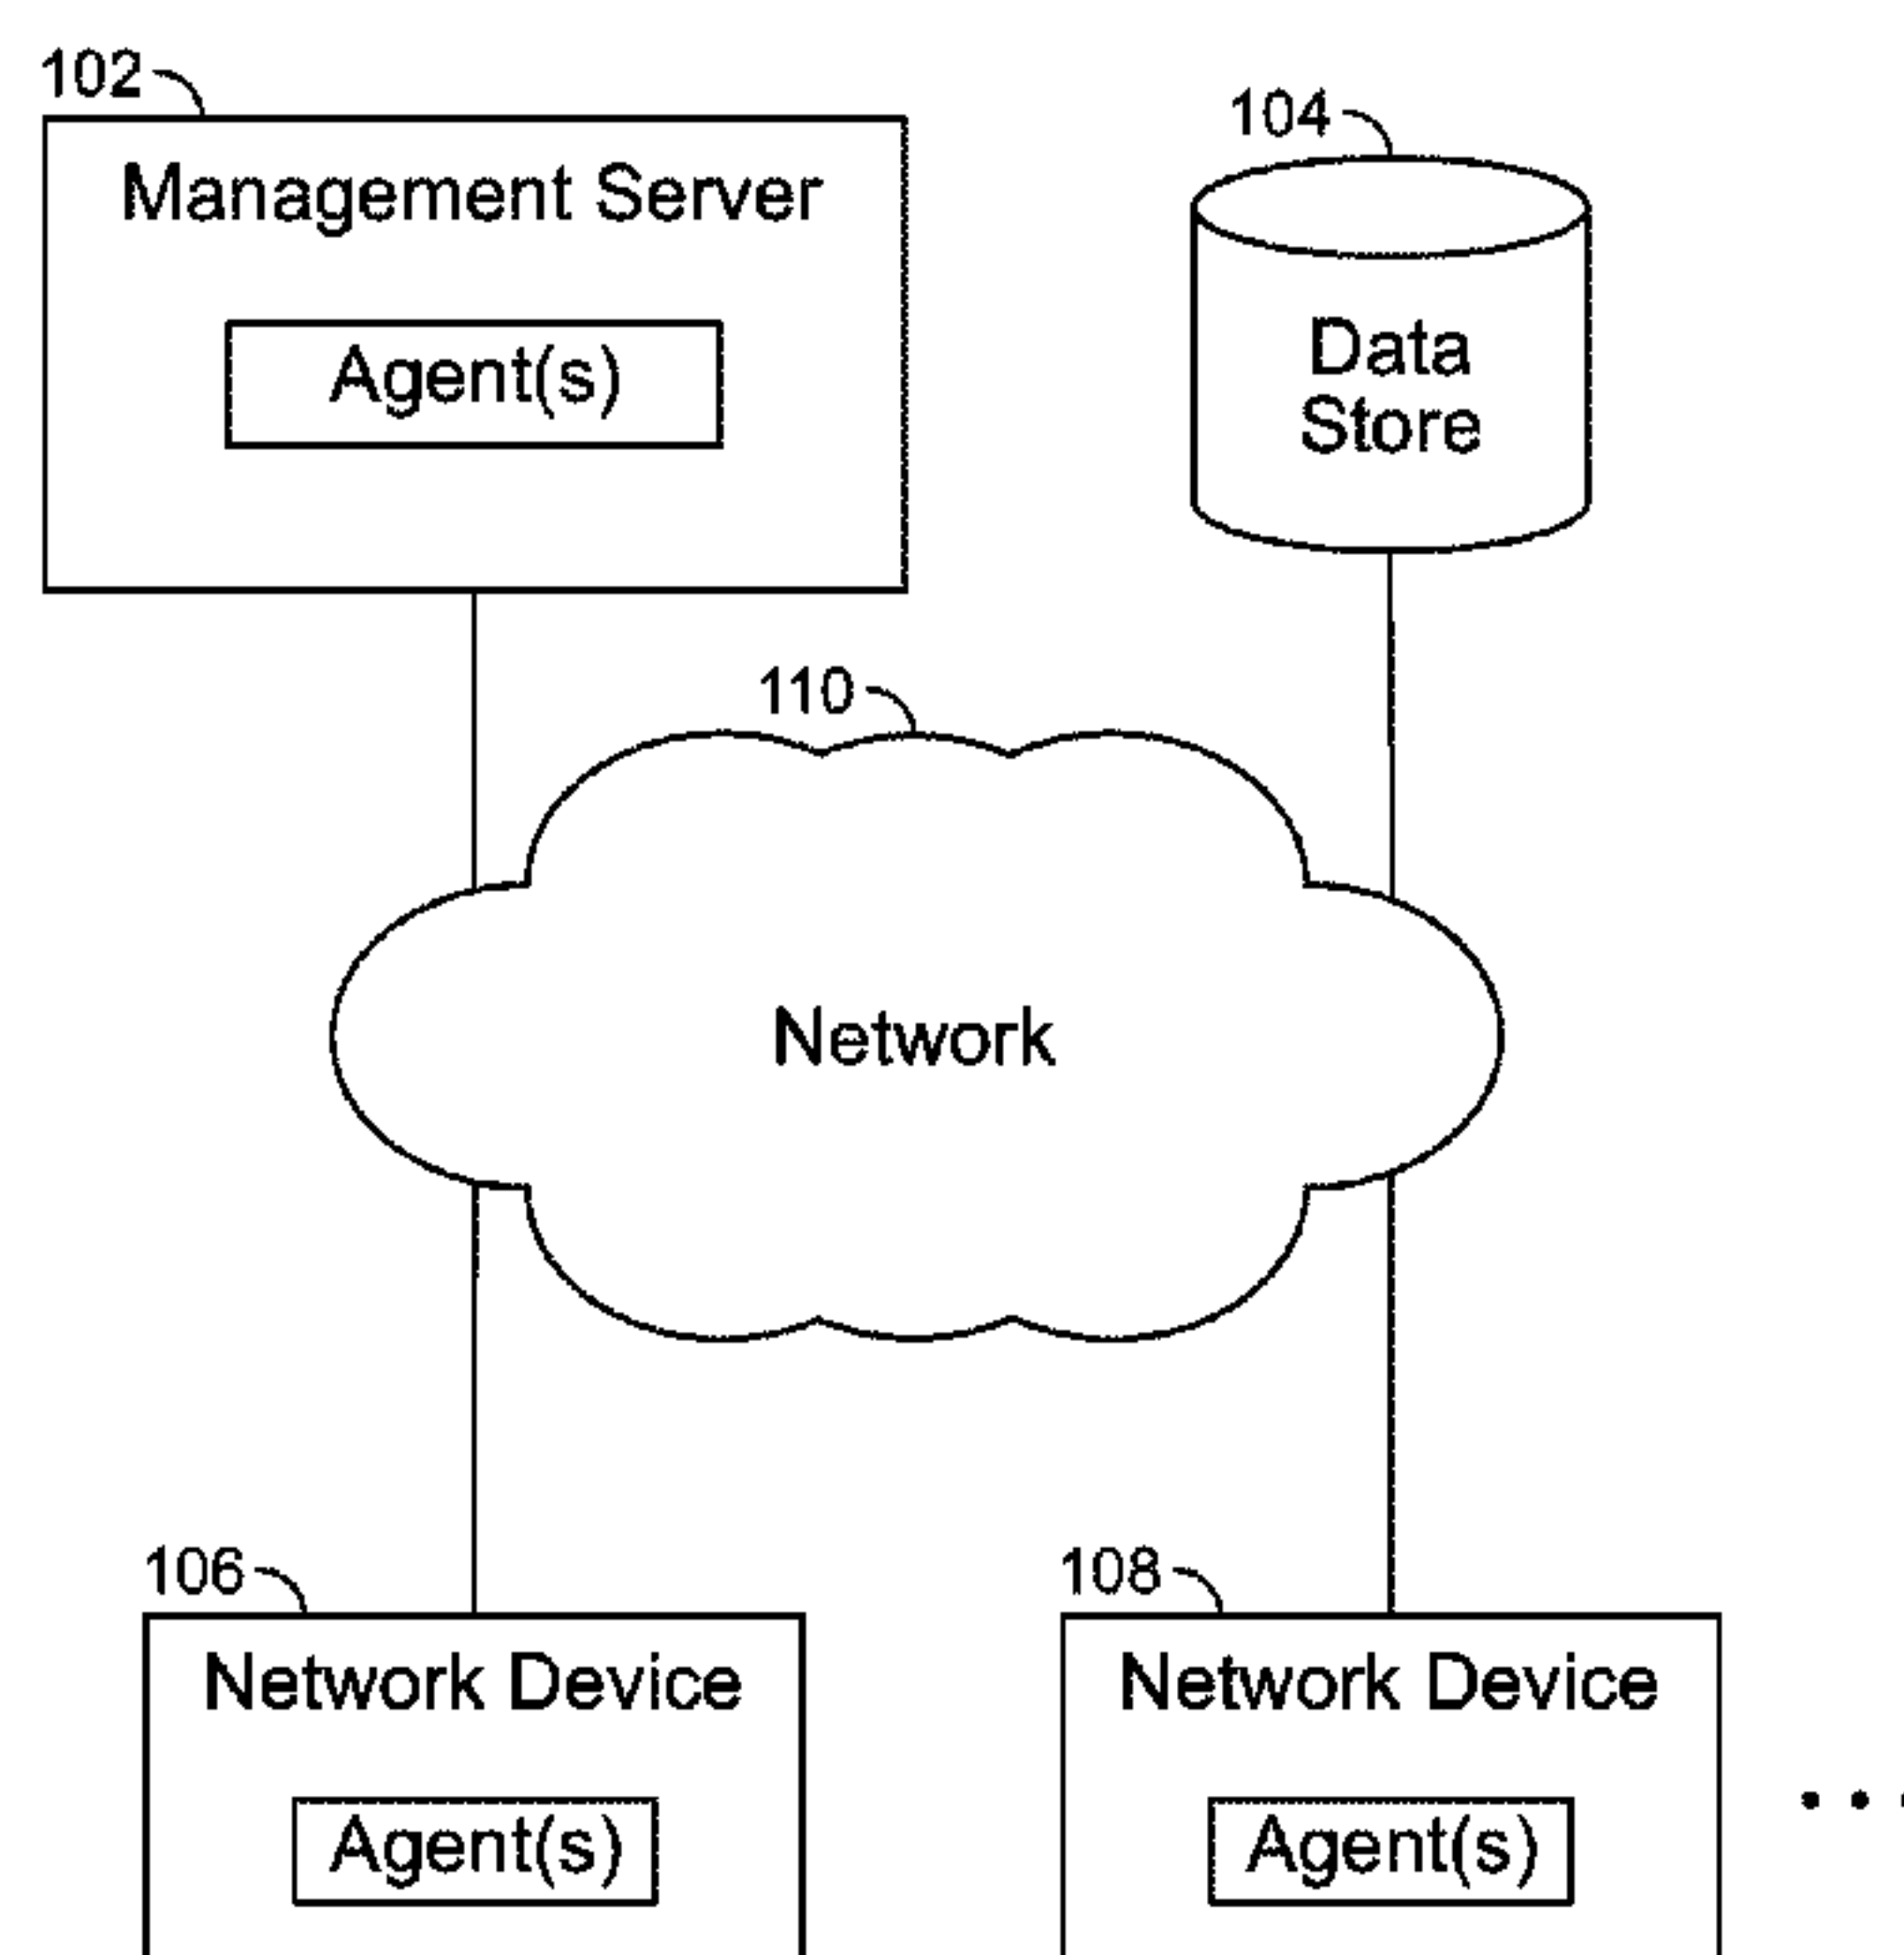 102
Management Server
Agent(s)
104
Data
Store
110
Network
106
Network Device
Agent(s)
108
Network Device
Agent(s)